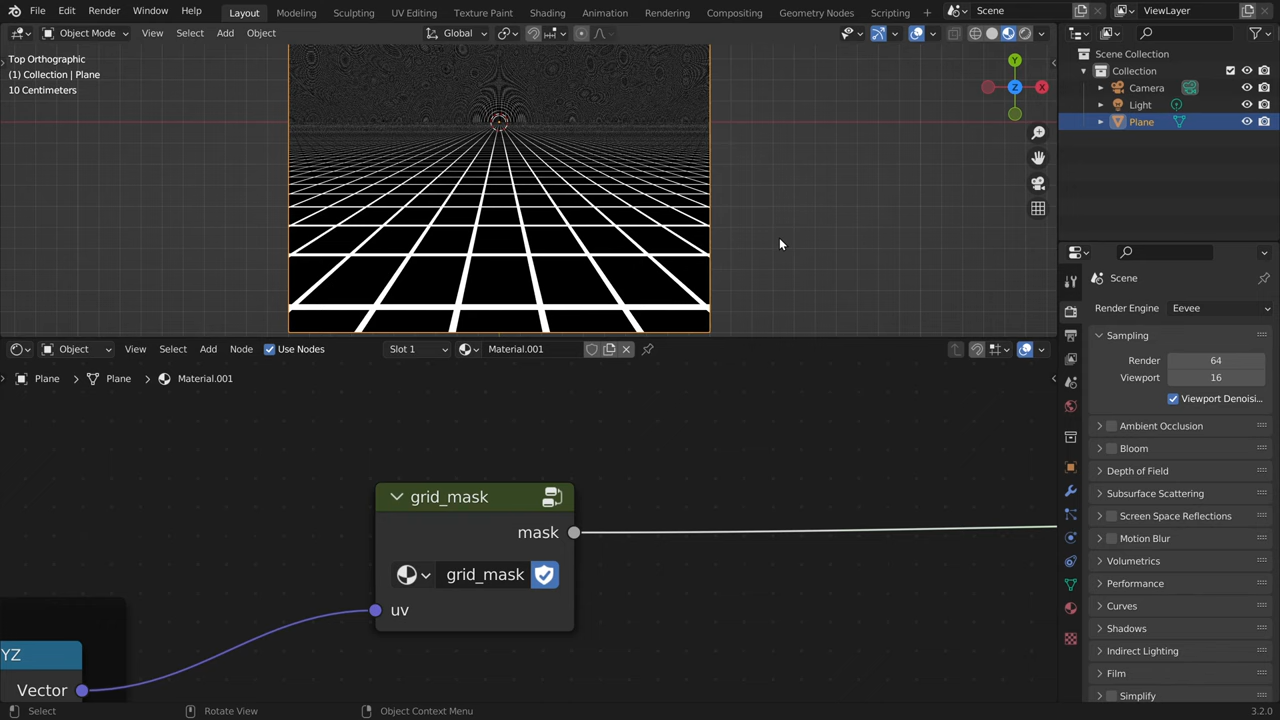 File Edit Render Window Help Layout Modeling Sculpting UV Editing Texture Paint Shading Animation Rendering Compositing Geometry Nodes Scripting + Scene ViewLayer
Object Mode View Select Add Object Global
Top Orthographic
(1) Collection | Plane
10 Centimeters
Y
Z
X
Scene Collection
Collection
Camera
Light
Plane
Scene
Render Engine Eevee
Sampling
Render 64
Viewport 16
Viewport Denoisi...
Ambient Occlusion
Bloom
Depth of Field
Subsurface Scattering
Screen Space Reflections
Motion Blur
Volumetrics
Performance
Curves
Shadows
Indirect Lighting
Film
Simplify
Object View Select Add Node Use Nodes Slot 1 Material.001
Plane > Plane > Material.001
grid_mask
mask
grid_mask
uv
YZ
Vector
Select Rotate View Object Context Menu 3.2.0